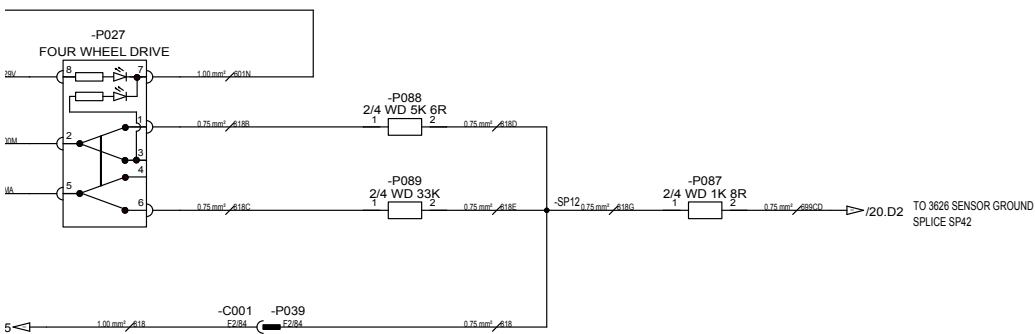 -P027
FOUR WHEEL DRIVE
29V
8
7
1.00 mm² 601N
-P088
2/4 WD 5K 6R
1
2
1
0.75 mm² 618B
0.75 mm² 618D
00M
2
3
4
-P089
2/4 WD 33K
-P087
2/4 WD 1K 8R
MA
5
6
0.75 mm² 618C
1
2
0.75 mm² 618E
-SP12
0.75 mm² 618G
1
2
0.75 mm² 699CD
/20.D2
TO 3626 SENSOR GROUND
SPLICE SP42
-C001
-P039
5
1.00 mm² 618
F2/84
F2/84
0.75 mm² 618